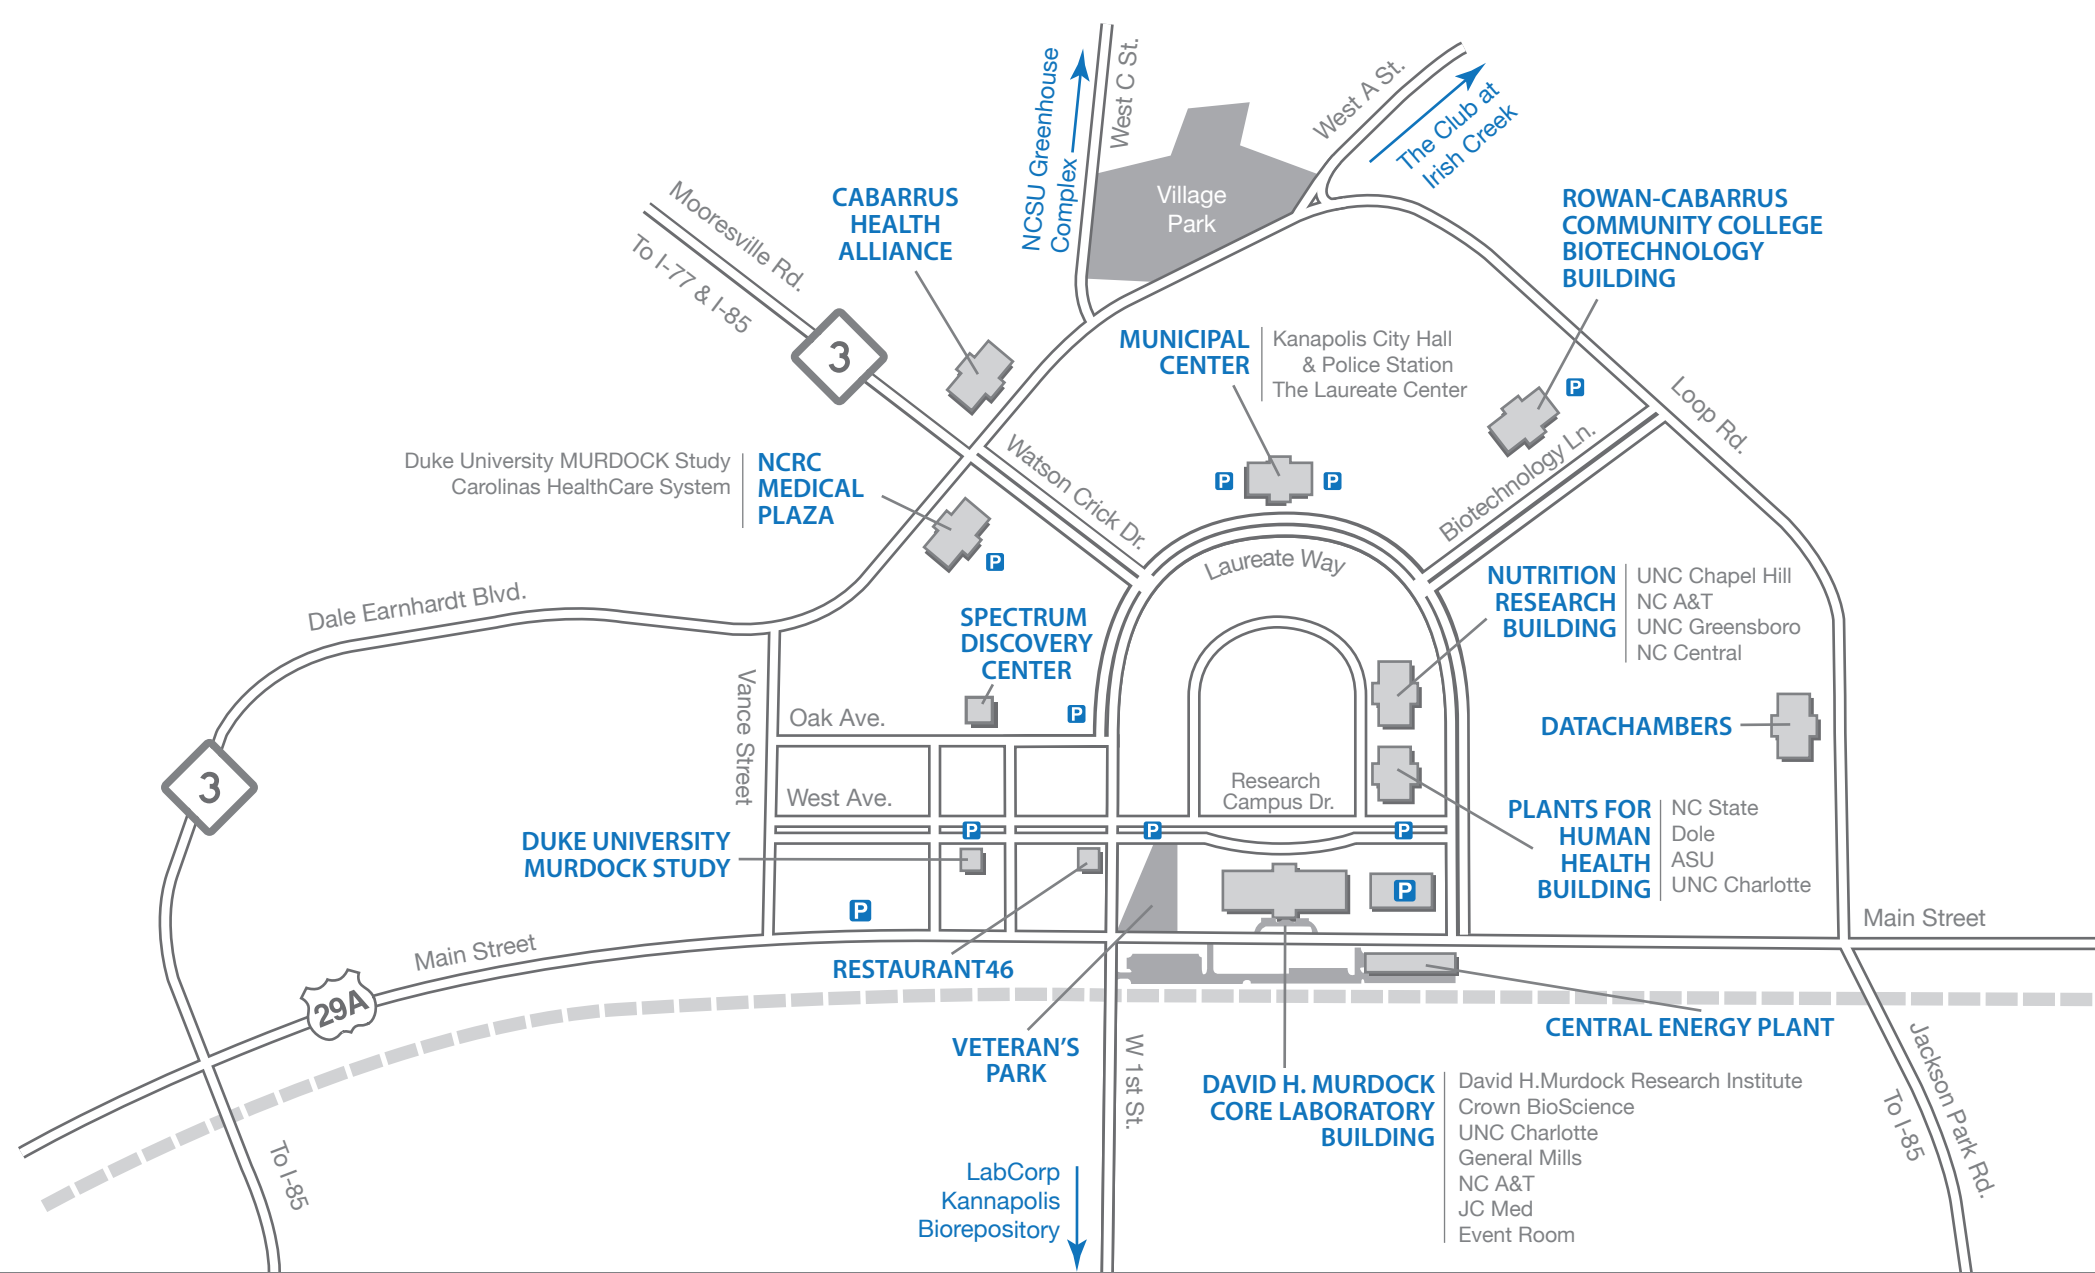 NCSU Greenhouse
Complex
West C St.
West A St.
The Club at
Irish Creek
Village
Park
Mooresville Rd.
To I-77 & I-85
3
CABARRUS
HEALTH
ALLIANCE
ROWAN-CABARRUS
COMMUNITY COLLEGE
BIOTECHNOLOGY
BUILDING
MUNICIPAL
CENTER
Kanapolis City Hall
& Police Station
The Laureate Center
P
Loop Rd.
Duke University MURDOCK Study
Carolinas HealthCare System
NCRC
MEDICAL
PLAZA
P
Watson Crick Dr.
P
P
Biotechnology Ln.
Laureate Way
Dale Earnhardt Blvd.
NUTRITION
RESEARCH
BUILDING
UNC Chapel Hill
NC A&T
UNC Greensboro
NC Central
SPECTRUM
DISCOVERY
CENTER
P
Vance Street
Oak Ave.
DATACHAMBERS
3
West Ave.
Research
Campus Dr.
PLANTS FOR
HUMAN
HEALTH
BUILDING
NC State
Dole
ASU
UNC Charlotte
P
P
P
DUKE UNIVERSITY
MURDOCK STUDY
P
P
Main Street
29A
Main Street
RESTAURANT46
VETERAN'S
PARK
CENTRAL ENERGY PLANT
W 1st St.
DAVID H. MURDOCK
CORE LABORATORY
BUILDING
David H.Murdock Research Institute
Crown BioScience
UNC Charlotte
General Mills
NC A&T
JC Med
Event Room
Jackson Park Rd.
To I-85
To I-85
LabCorp
Kannapolis
Biorepository